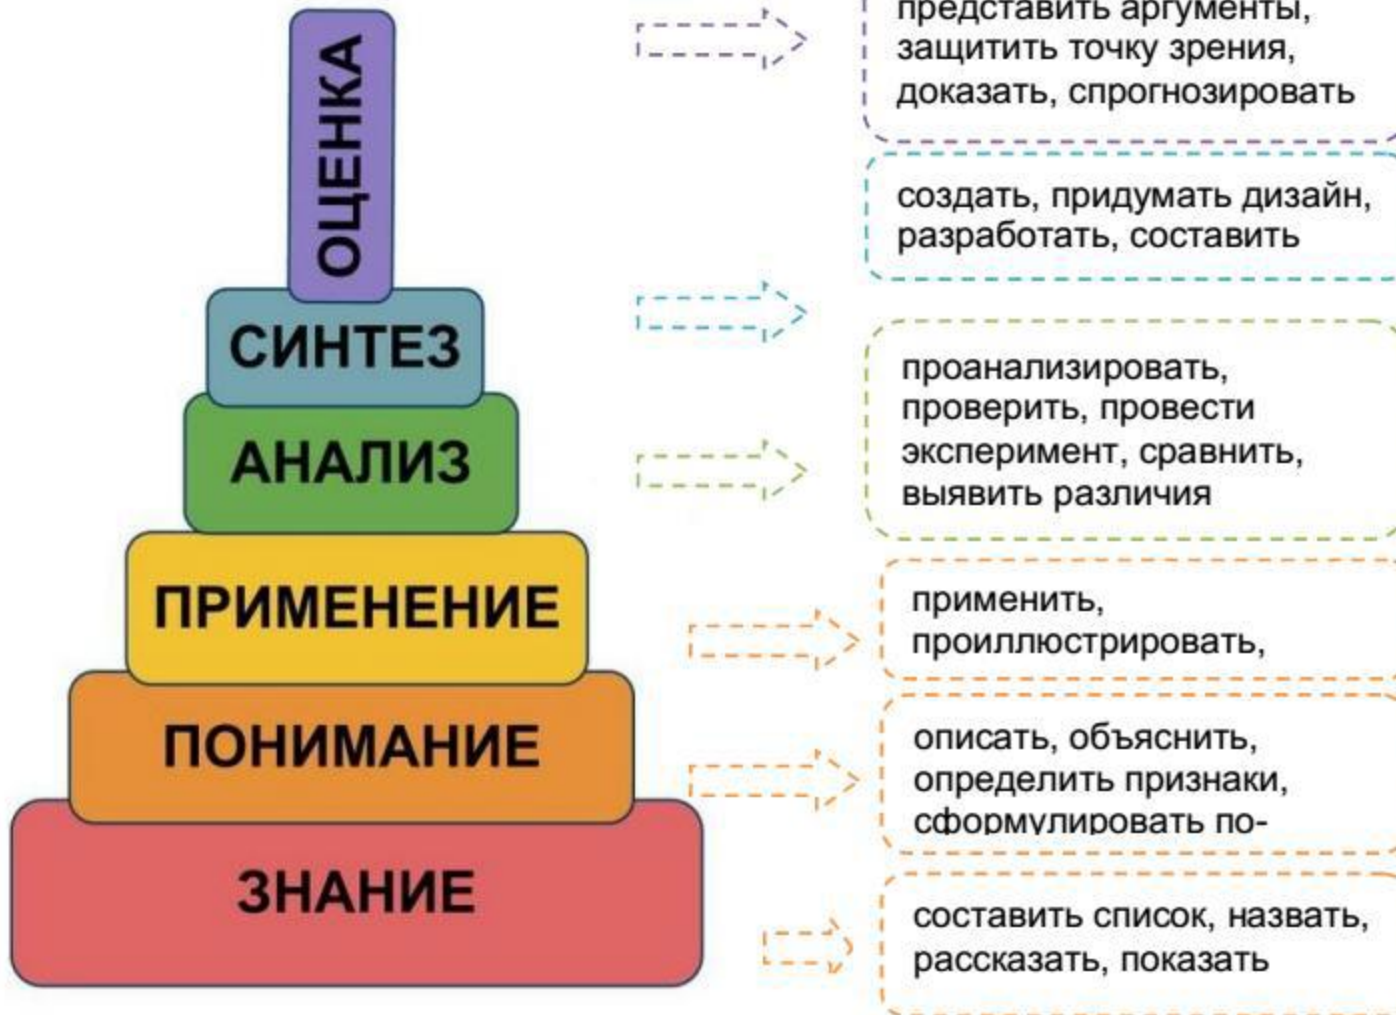 ОЦЕНКА
представить аргументы,
защитить точку зрения,
доказать, спрогнозировать
СИНТЕЗ
создать, придумать дизайн,
разработать, составить
АНАЛИЗ
проанализировать,
проверить, провести
эксперимент, сравнить,
выявить различия
ПРИМЕНЕНИЕ
применить,
проиллюстрировать,
ПОНИМАНИЕ
описать, объяснить,
определить признаки,
сформулировать по-
ЗНАНИЕ
составить список, назвать,
рассказать, показать